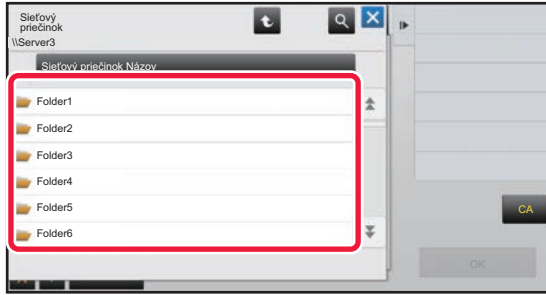 Sieťový
priečinok
\\Server3
Sieťový priečinok Názov
Folder1
Folder2
Folder3
Folder4
Folder5
Folder6
CA
OK